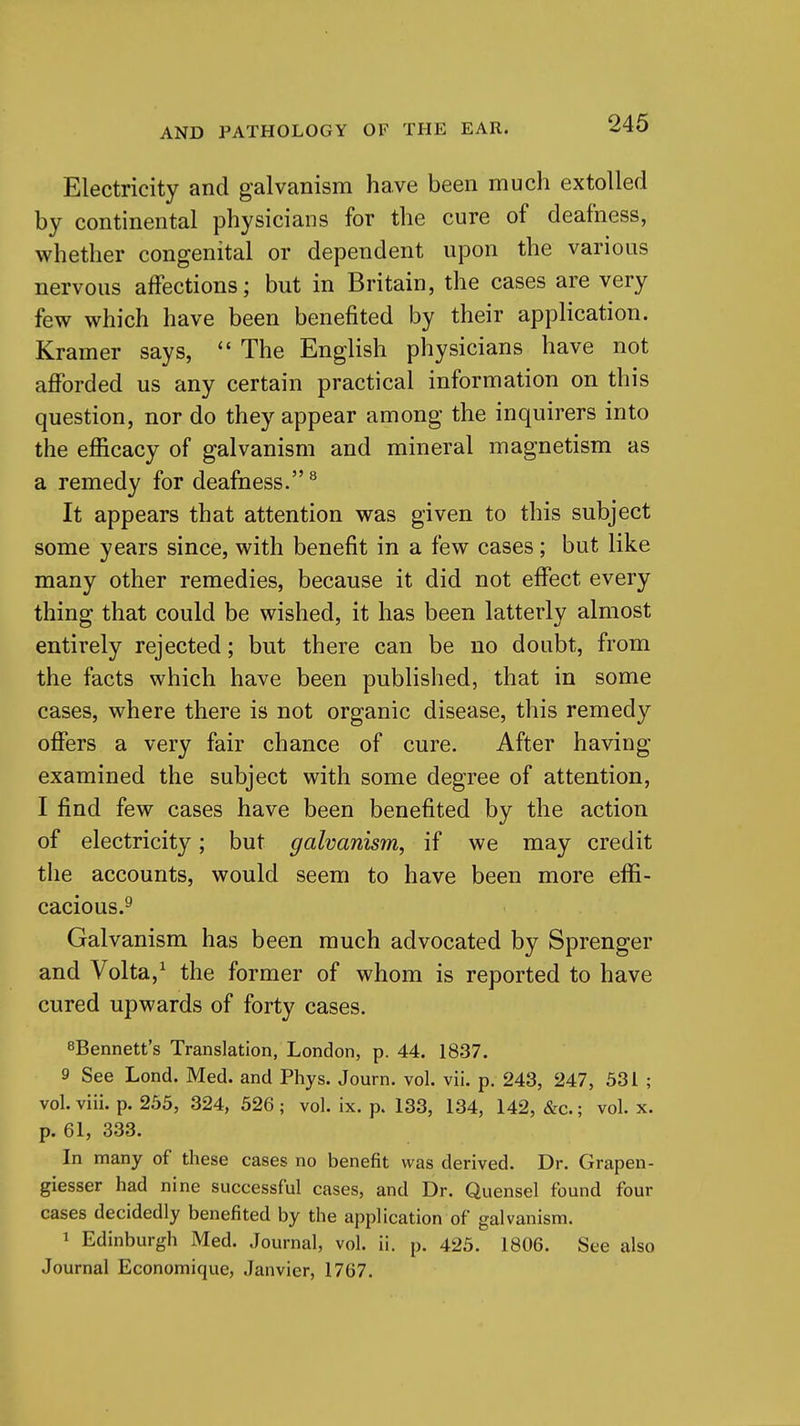 AND PATHOLOGY OF THE EAR. 245
Electricity and galvanism have been much extolled
by continental physicians for the cure of deafness,
whether congenital or dependent upon the various
nervous affections; but in Britain, the cases are very
few which have been benefited by their application.
Kramer says, “ The English physicians have not
afforded us any certain practical information on this
question, nor do they appear among the inquirers into
the efficacy of galvanism and mineral magnetism as
a remedy for deafness.” ⁸
It appears that attention was given to this subject
some years since, with benefit in a few cases; but like
many other remedies, because it did not effect every
thing that could be wished, it has been latterly almost
entirely rejected; but there can be no doubt, from
the facts which have been published, that in some
cases, where there is not organic disease, this remedy
offers a very fair chance of cure. After having
examined the subject with some degree of attention,
I find few cases have been benefited by the action
of electricity; but galvanism, if we may credit
the accounts, would seem to have been more effi-
cacious.⁹
Galvanism has been much advocated by Sprenger
and Volta,¹ the former of whom is reported to have
cured upwards of forty cases.
⁸Bennett’s Translation, London, p. 44. 1837.
9 See Lond. Med. and Phys. Journ. vol. vii. p. 243, 247, 531 ;
vol. viii. p. 255, 324, 526 ; vol. ix. p. 133, 134, 142, &c.; vol. x.
p. 61, 333.
In many of these cases no benefit was derived. Dr. Grapen-
giesser had nine successful cases, and Dr. Quensel found four
cases decidedly benefited by the application of galvanism.
¹ Edinburgh Med. Journal, vol. ii. p. 425. 1806. See also
Journal Economique, Janvier, 1767.